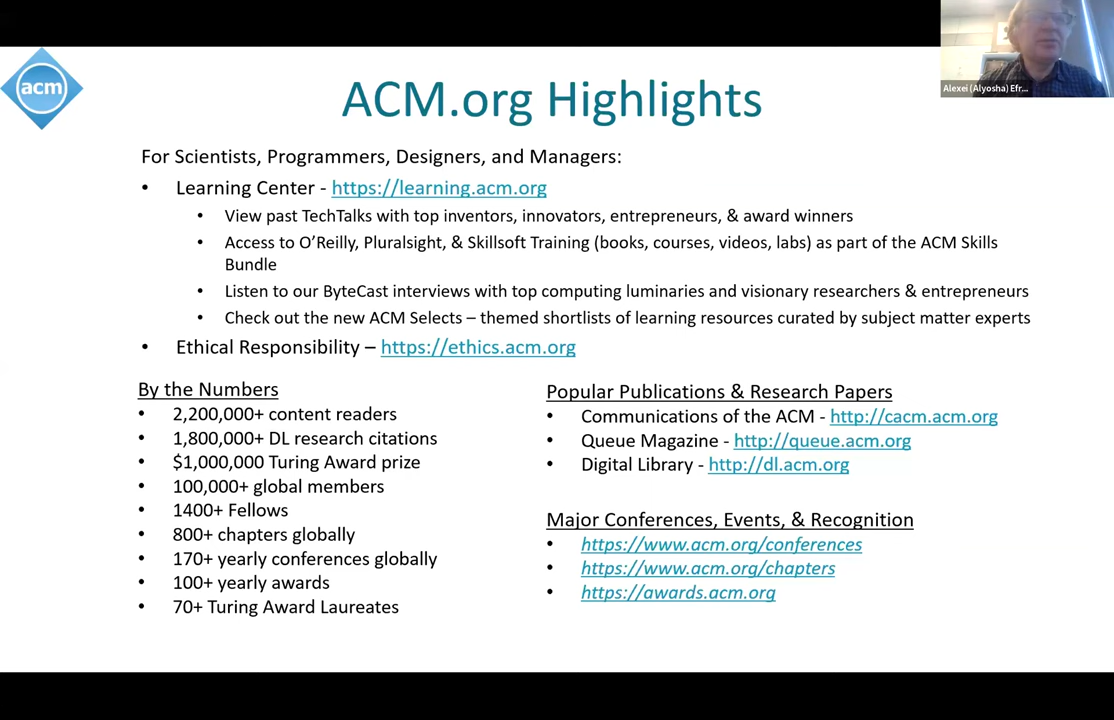 acm
Alexei (Alyosha) Efr...
ACM.org Highlights
For Scientists, Programmers, Designers, and Managers:
• Learning Center - https://learning.acm.org
• View past TechTalks with top inventors, innovators, entrepreneurs, & award winners
• Access to O’Reilly, Pluralsight, & Skillsoft Training (books, courses, videos, labs) as part of the ACM Skills
Bundle
• Listen to our ByteCast interviews with top computing luminaries and visionary researchers & entrepreneurs
• Check out the new ACM Selects – themed shortlists of learning resources curated by subject matter experts
• Ethical Responsibility – https://ethics.acm.org
By the Numbers
• 2,200,000+ content readers
• 1,800,000+ DL research citations
• $1,000,000 Turing Award prize
• 100,000+ global members
• 1400+ Fellows
• 800+ chapters globally
• 170+ yearly conferences globally
• 100+ yearly awards
• 70+ Turing Award Laureates
Popular Publications & Research Papers
• Communications of the ACM - http://cacm.acm.org
• Queue Magazine - http://queue.acm.org
• Digital Library - http://dl.acm.org
Major Conferences, Events, & Recognition
• https://www.acm.org/conferences
• https://www.acm.org/chapters
• https://awards.acm.org